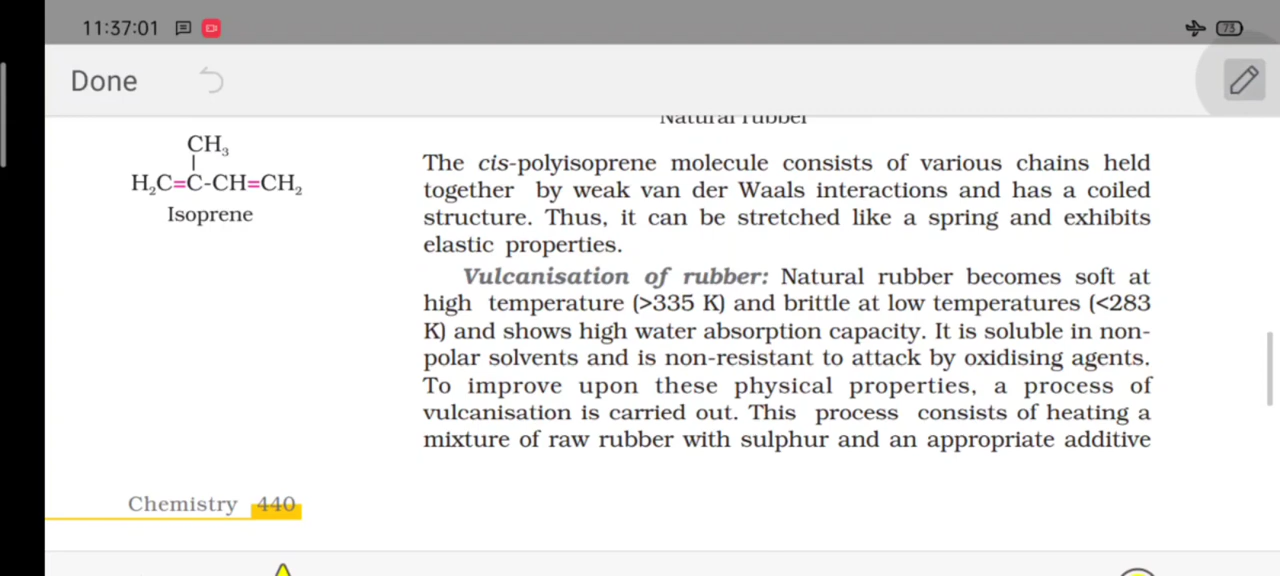 11:37:01
73
Done
Natural rubber
CH₃
H₂C=C-CH=CH₂
Isoprene
The cis-polyisoprene molecule consists of various chains held
together by weak van der Waals interactions and has a coiled
structure. Thus, it can be stretched like a spring and exhibits
elastic properties.
Vulcanisation of rubber: Natural rubber becomes soft at
high temperature (>335 K) and brittle at low temperatures (<283
K) and shows high water absorption capacity. It is soluble in non-
polar solvents and is non-resistant to attack by oxidising agents.
To improve upon these physical properties, a process of
vulcanisation is carried out. This process consists of heating a
mixture of raw rubber with sulphur and an appropriate additive
Chemistry 440